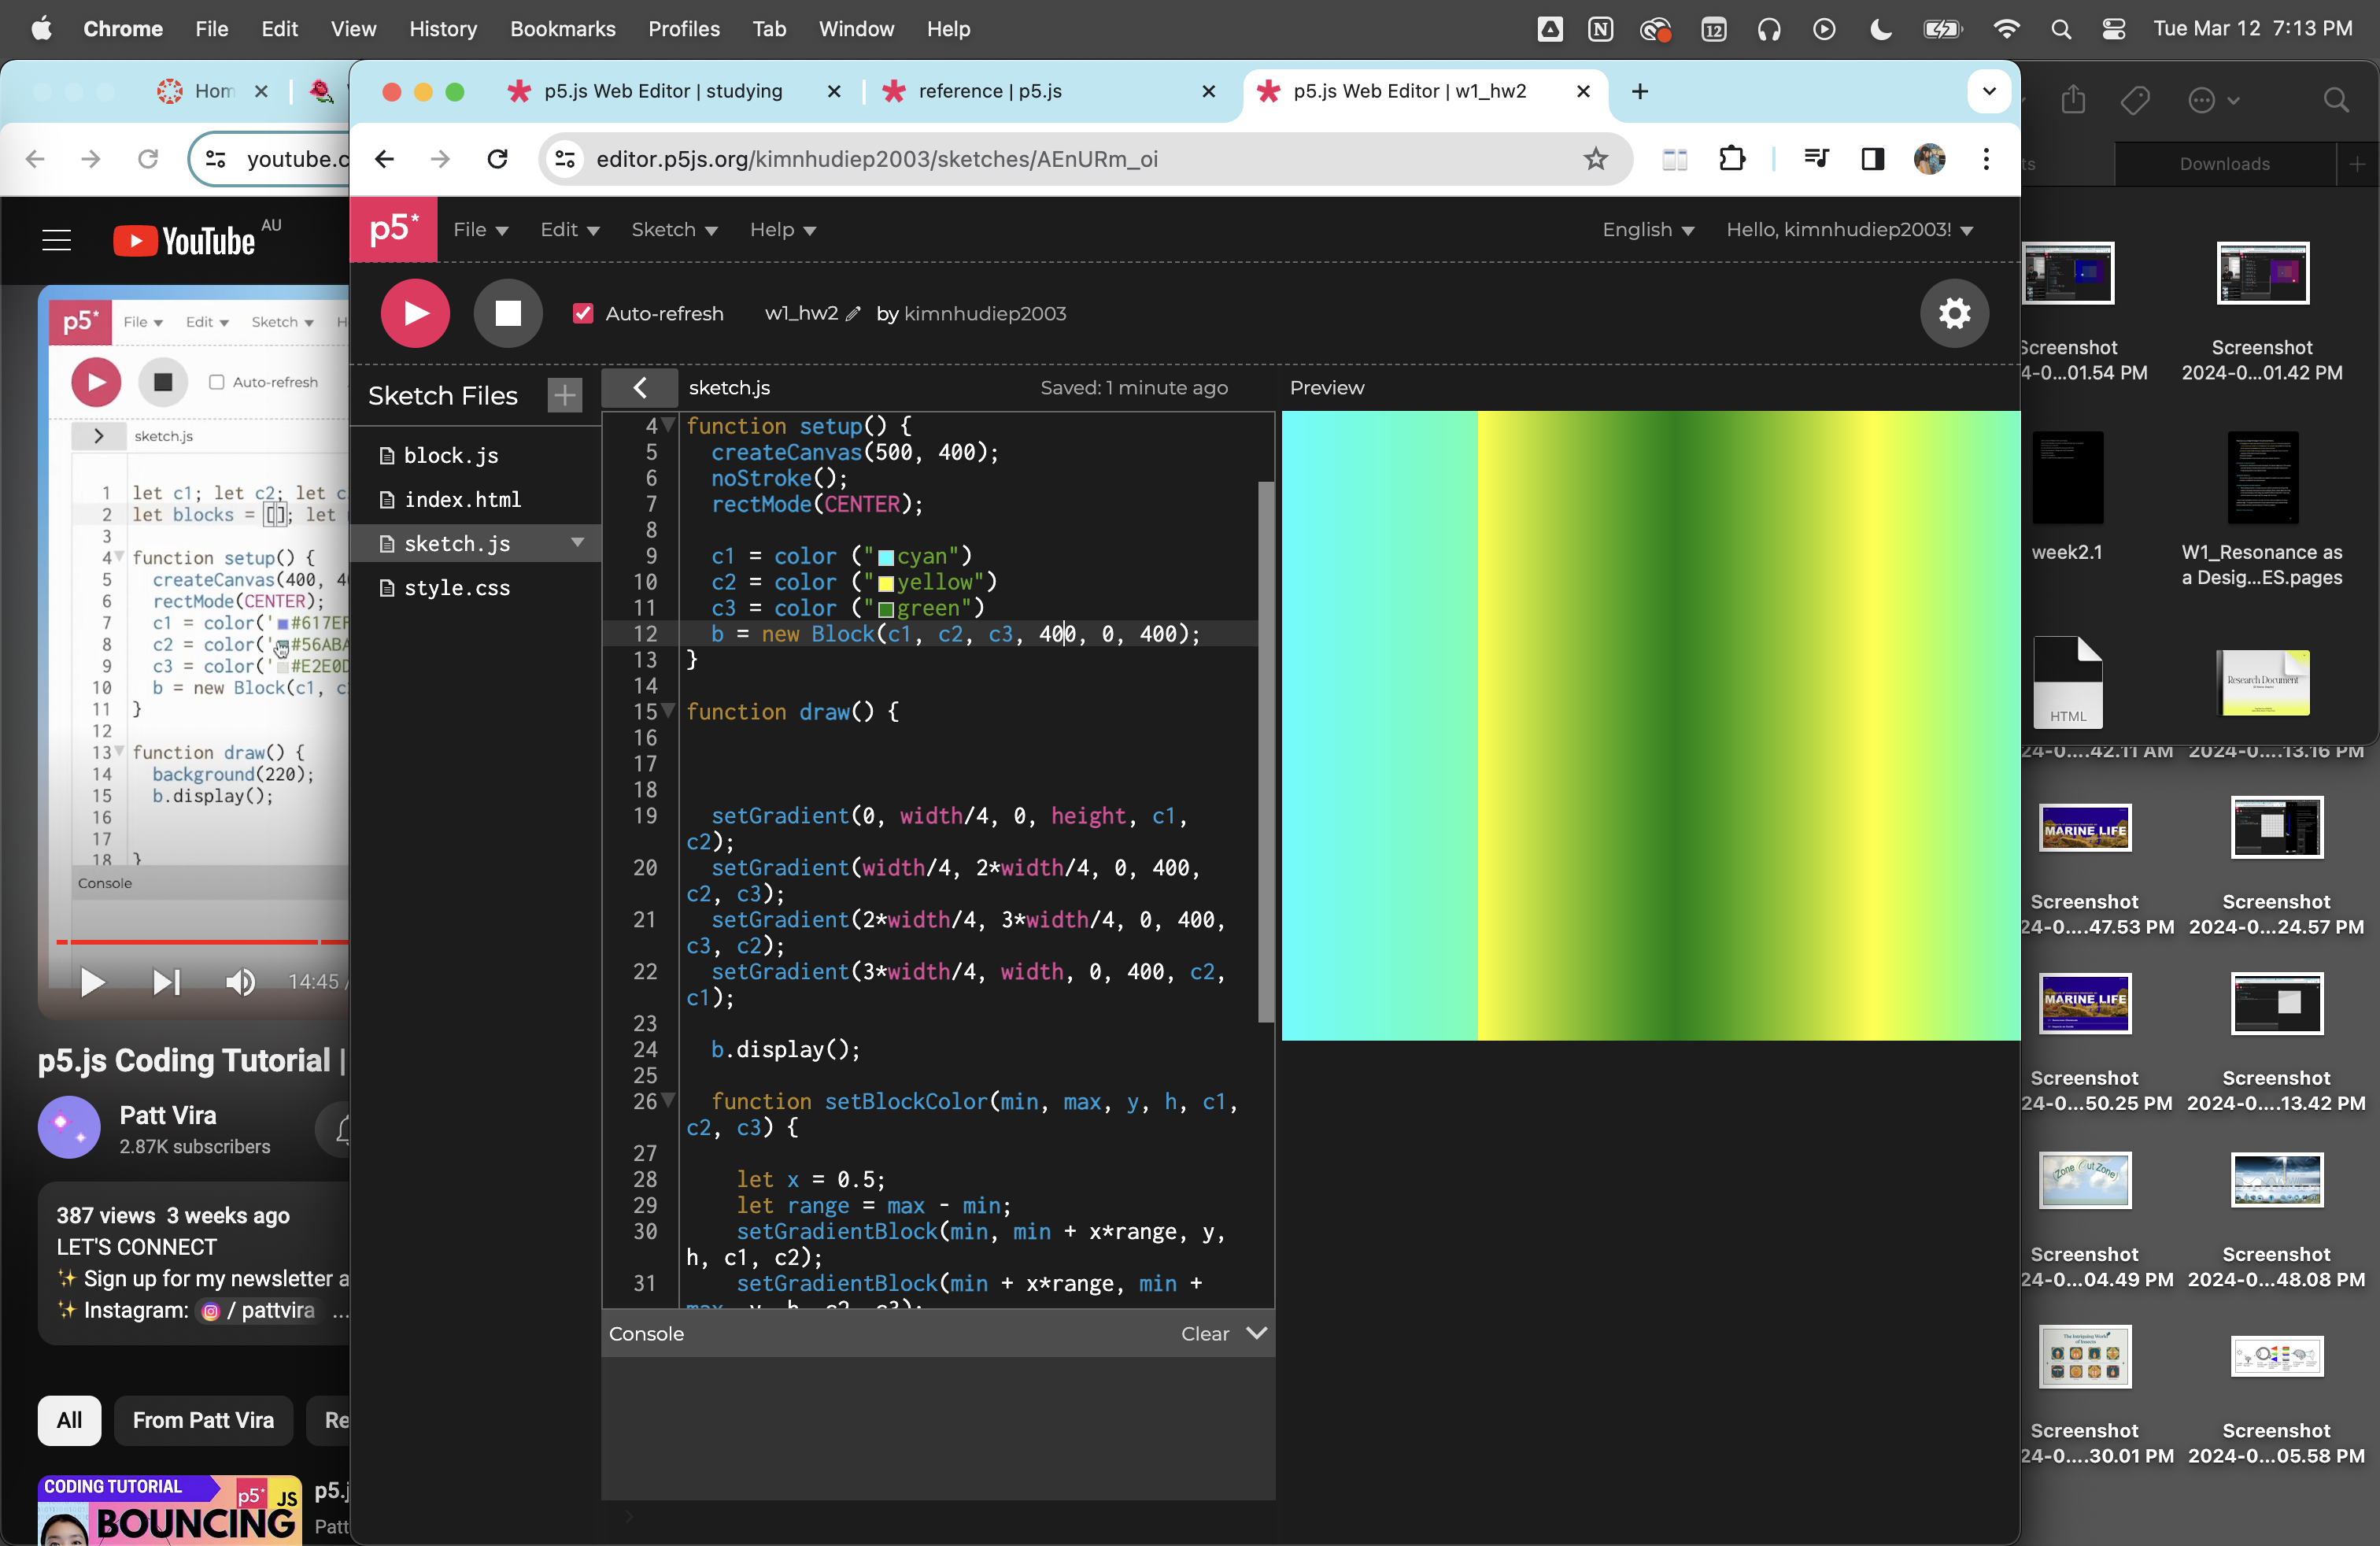 Chrome File Edit View History Bookmarks Profiles Tab Window Help
12
Tue Mar 12 7:13 PM
Hom
p5.js Web Editor | studying
reference | p5.js
p5.js Web Editor | w1_hw2
youtube.c
editor.p5js.org/kimnhudiep2003/sketches/AEnURm_oi
Downloads
YouTube AU
p5* File Edit Sketch Help
English
Hello, kimnhudiep2003!
Auto-refresh
w1_hw2 by kimnhudiep2003
Sketch Files
block.js
index.html
sketch.js
style.css
sketch.js
Saved: 1 minute ago
Preview
4 function setup() {
5 createCanvas(500, 400);
6 noStroke();
7 rectMode(CENTER);
8
9 c1 = color ("cyan")
10 c2 = color ("yellow")
11 c3 = color ("green")
12 b = new Block(c1, c2, c3, 400, 0, 400);
13 }
14
15 function draw() {
16
17
18
19 setGradient(0, width/4, 0, height, c1,
c2);
20 setGradient(width/4, 2*width/4, 0, 400,
c2, c3);
21 setGradient(2*width/4, 3*width/4, 0, 400,
c3, c2);
22 setGradient(3*width/4, width, 0, 400, c2,
c1);
23
24 b.display();
25
26 function setBlockColor(min, max, y, h, c1,
c2, c3) {
27
28 let x = 0.5;
29 let range = max - min;
30 setGradientBlock(min, min + x*range, y,
h, c1, c2);
31 setGradientBlock(min + x*range, min +
max, y, h, c2, c3);
Console
Clear
p5* File Edit Sketch H
Auto-refresh
sketch.js
1 let c1; let c2; let c
2 let blocks = []; let
3
4 function setup() {
5 createCanvas(400, 4
6 rectMode(CENTER);
7 c1 = color('#617EF
8 c2 = color('#56ABA
9 c3 = color('#E2E0D
10 b = new Block(c1, c
11 }
12
13 function draw() {
14 background(220);
15 b.display();
16
17
18 }
Console
14:45 /
p5.js Coding Tutorial |
Patt Vira
2.87K subscribers
387 views 3 weeks ago
LET'S CONNECT
✨ Sign up for my newsletter a
✨ Instagram: / pattvira ...
All
From Patt Vira
Re
CODING TUTORIAL
p5* JS
BOUNCING
p5.j
Patt
Screenshot
4-0...01.54 PM
Screenshot
2024-0...01.42 PM
week2.1
W1_Resonance as
a Desig...ES.pages
HTML
Research Document
24-0....42.11 AM
2024-0....13.16 PM
MARINE LIFE
Screenshot
24-0....47.53 PM
Screenshot
2024-0...24.57 PM
MARINE LIFE
Screenshot
24-0...50.25 PM
Screenshot
2024-0....13.42 PM
Zone Out Zone
Screenshot
24-0...04.49 PM
Screenshot
2024-0...48.08 PM
The Intriguing World
of Insects
Screenshot
24-0....30.01 PM
Screenshot
2024-0...05.58 PM